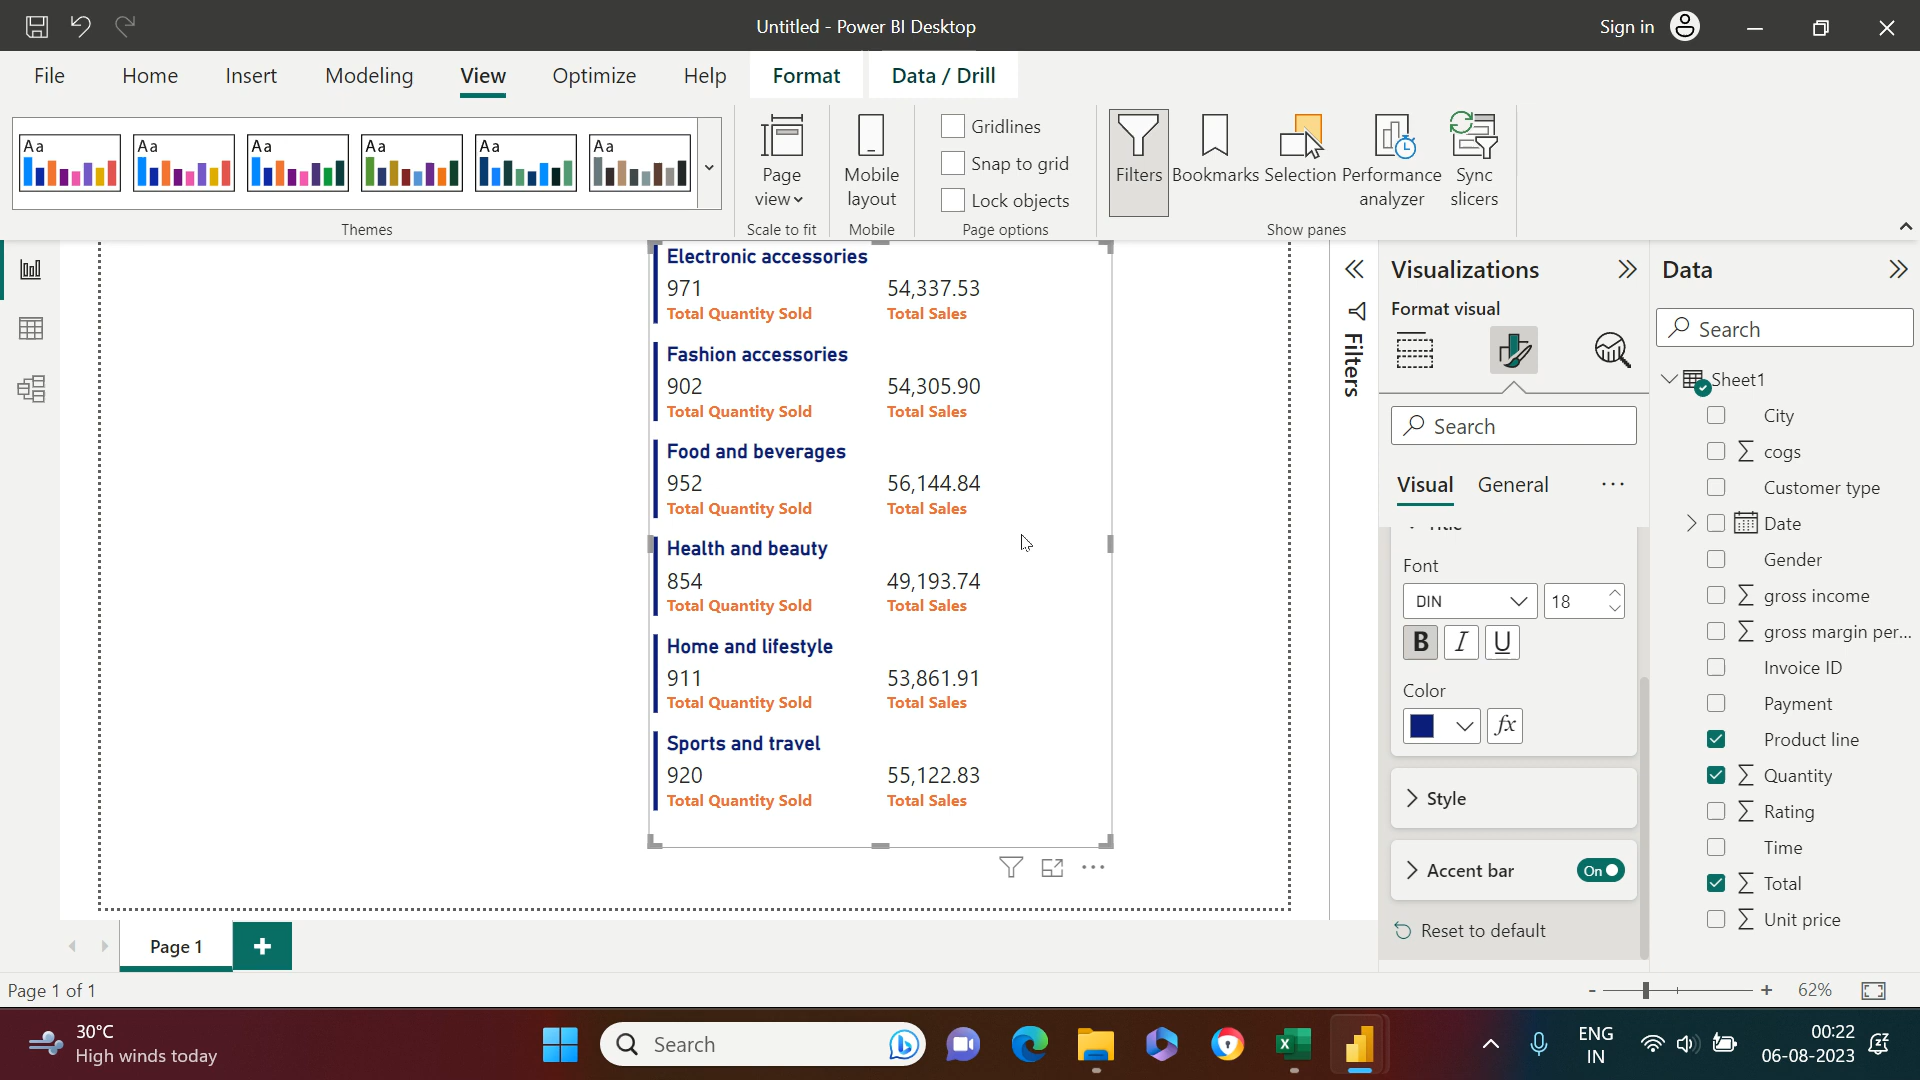 Untitled - Power BI Desktop
Sign in
File
Home
Insert
Modeling
View
Optimize
Help
Format
Data / Drill
Aa
Aa
Aa
Aa
Aa
Aa
Themes
Page
view
Scale to fit
Mobile
layout
Mobile
Gridlines
Snap to grid
Lock objects
Page options
Filters
Bookmarks
Selection
Performance
analyzer
Sync
slicers
Show panes
Electronic accessories
971 54,337.53
Total Quantity Sold Total Sales
Fashion accessories
902 54,305.90
Total Quantity Sold Total Sales
Food and beverages
952 56,144.84
Total Quantity Sold Total Sales
Health and beauty
854 49,193.74
Total Quantity Sold Total Sales
Home and lifestyle
911 53,861.91
Total Quantity Sold Total Sales
Sports and travel
920 55,122.83
Total Quantity Sold Total Sales
Filters
Visualizations
Format visual
Search
Visual
General
Font
DIN
18
B I U
Color
fx
Style
Accent bar
On
Reset to default
Data
Search
Sheet1
City
cogs
Customer type
Date
Gender
gross income
gross margin per...
Invoice ID
Payment
Product line
Quantity
Rating
Time
Total
Unit price
Page 1
Page 1 of 1
62%
30°C
High winds today
Search
ENG
IN
00:22
06-08-2023